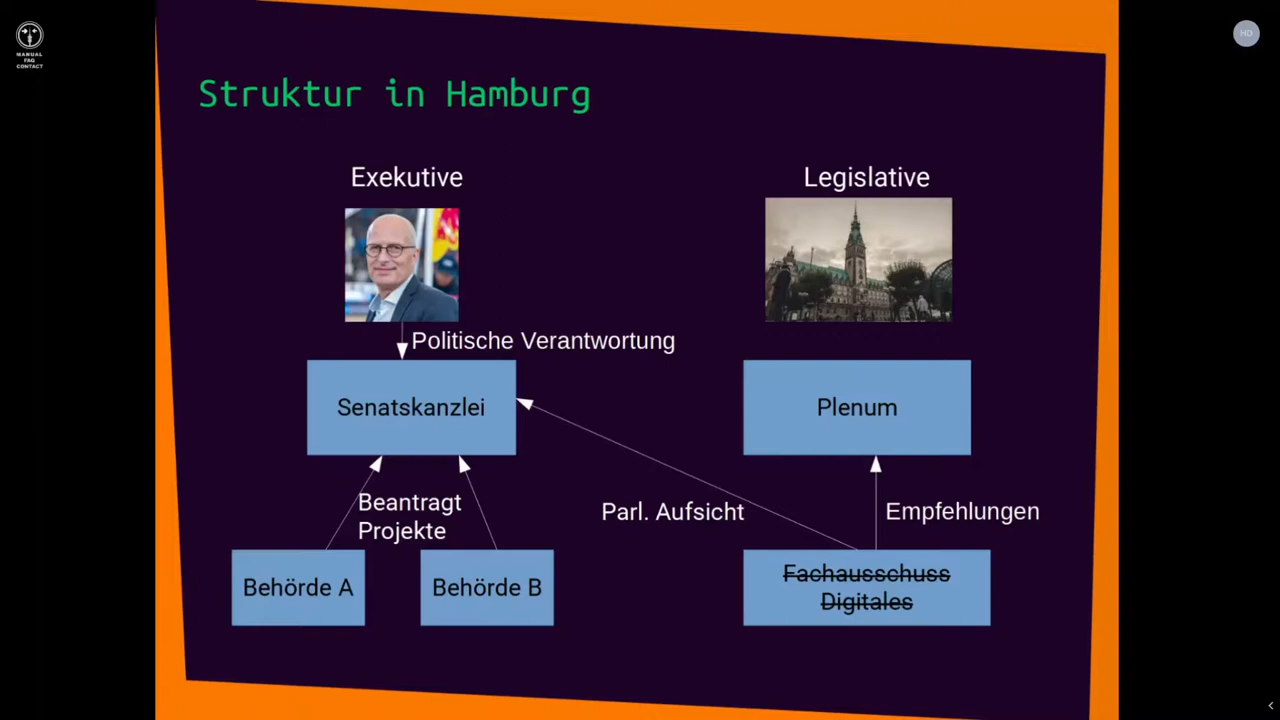 MANUAL
FAQ
CONTACT
HD
Struktur in Hamburg
Exekutive
Legislative
Politische Verantwortung
Senatskanzlei
Plenum
Beantragt
Projekte
Parl. Aufsicht
Empfehlungen
Behörde A
Behörde B
Fachausschuss
Digitales